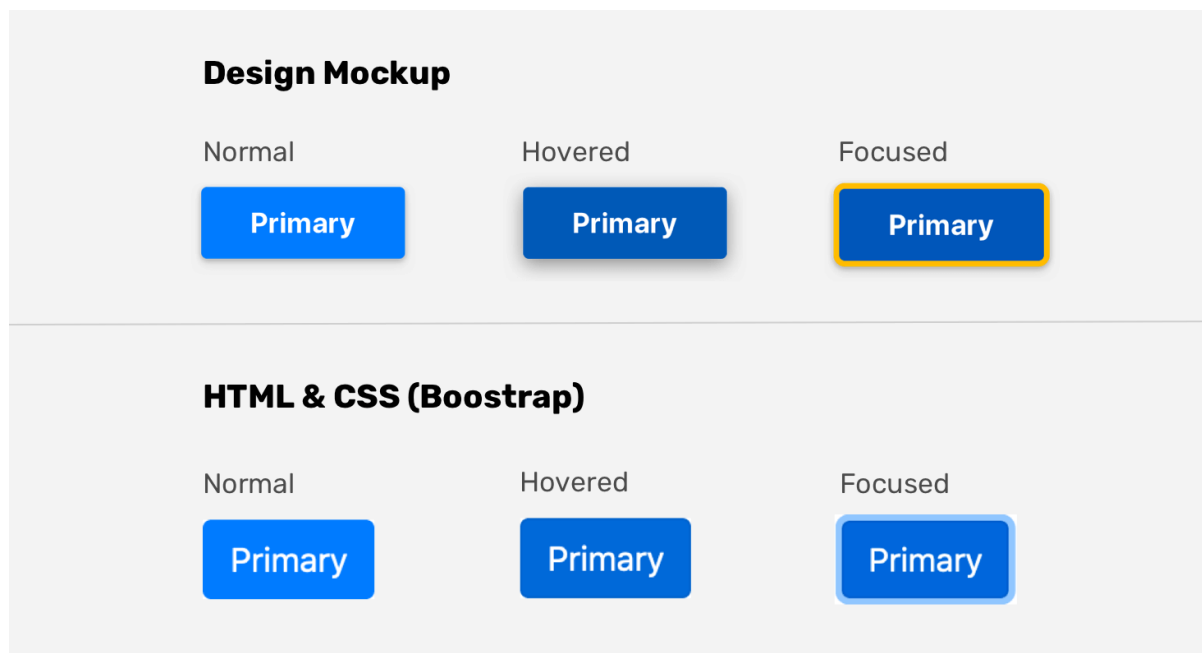 Design Mockup
Normal Hovered Focused
Primary Primary Primary
HTML & CSS (Boostrap)
Normal Hovered Focused
Primary Primary Primary